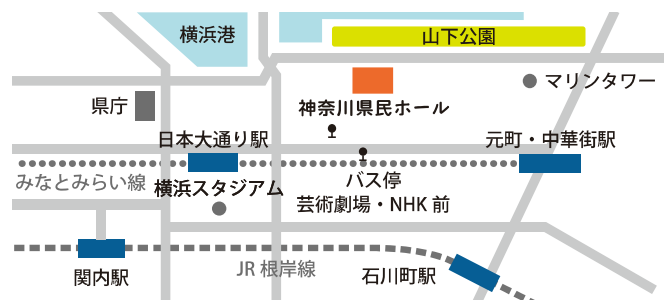 横浜港
山下公園
マリンタワー
県庁
神奈川県民ホール
日本大通り駅
元町・中華街駅
みなとみらい線
横浜スタジアム
バス停
芸術劇場・NHK 前
関内駅
JR 根岸線
石川町駅